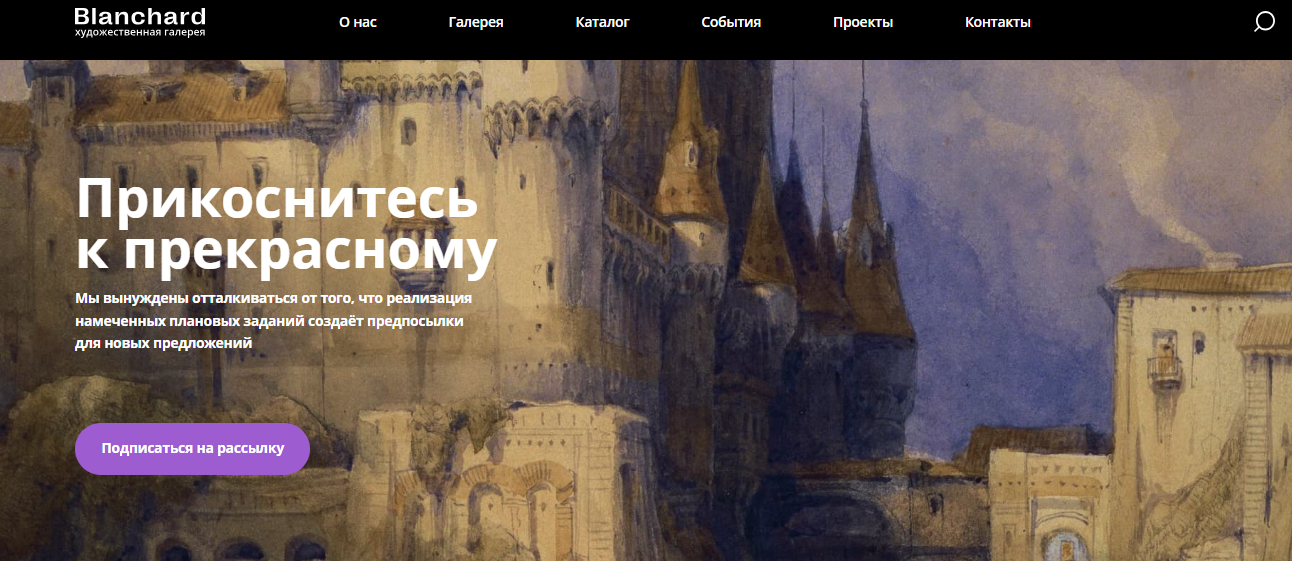 Blanchard
художественная галерея
О нас
Галерея
Каталог
События
Проекты
Контакты
Прикоснитесь
к прекрасному
Мы вынуждены отталкиваться от того, что реализация
намеченных плановых заданий создаёт предпосылки
для новых предложений
Подписаться на рассылку